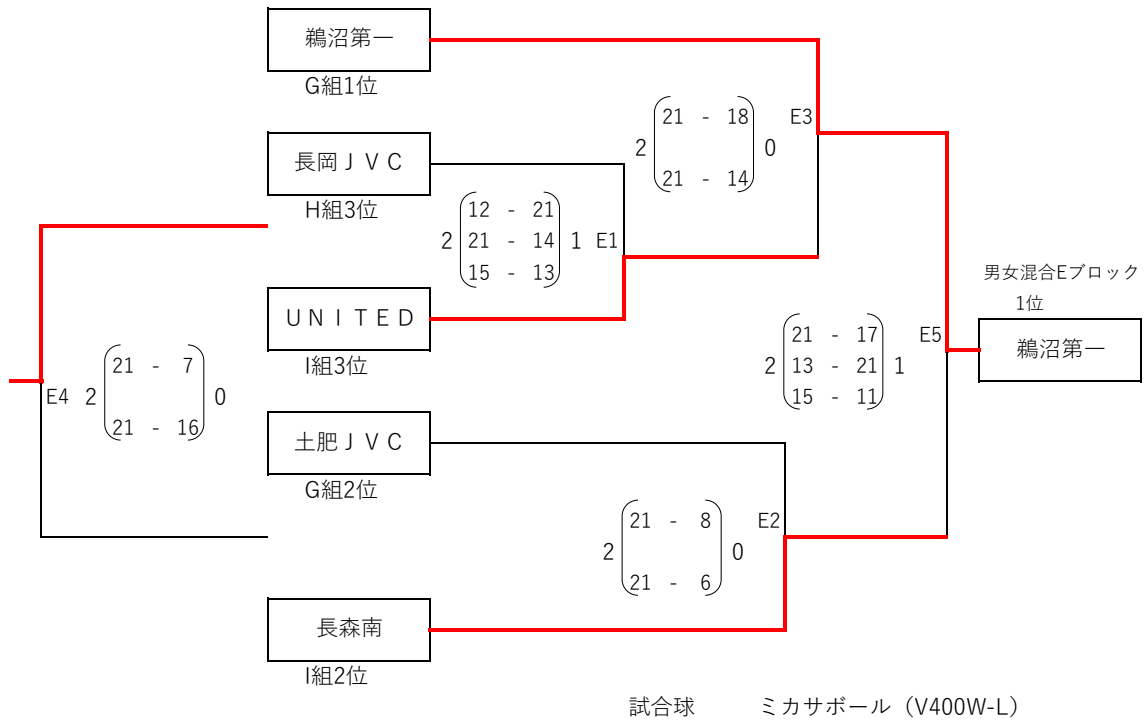 鵜沼第一
G組1位
21 - 18
2 0 E3
21 - 14
長岡ＪＶＣ
H組3位
12 - 21
2 21 - 14 1 E1
15 - 13
男女混合Eブロック
1位
ＵＮＩＴＥＤ
I組3位
21 - 17
2 13 - 21 1 E5
15 - 11
鵜沼第一
21 - 7
E4 2 0
21 - 16
土肥ＪＶＣ
G組2位
21 - 8
2 0 E2
21 - 6
長森南
I組2位
試合球 ミカサボール（V400W-L）